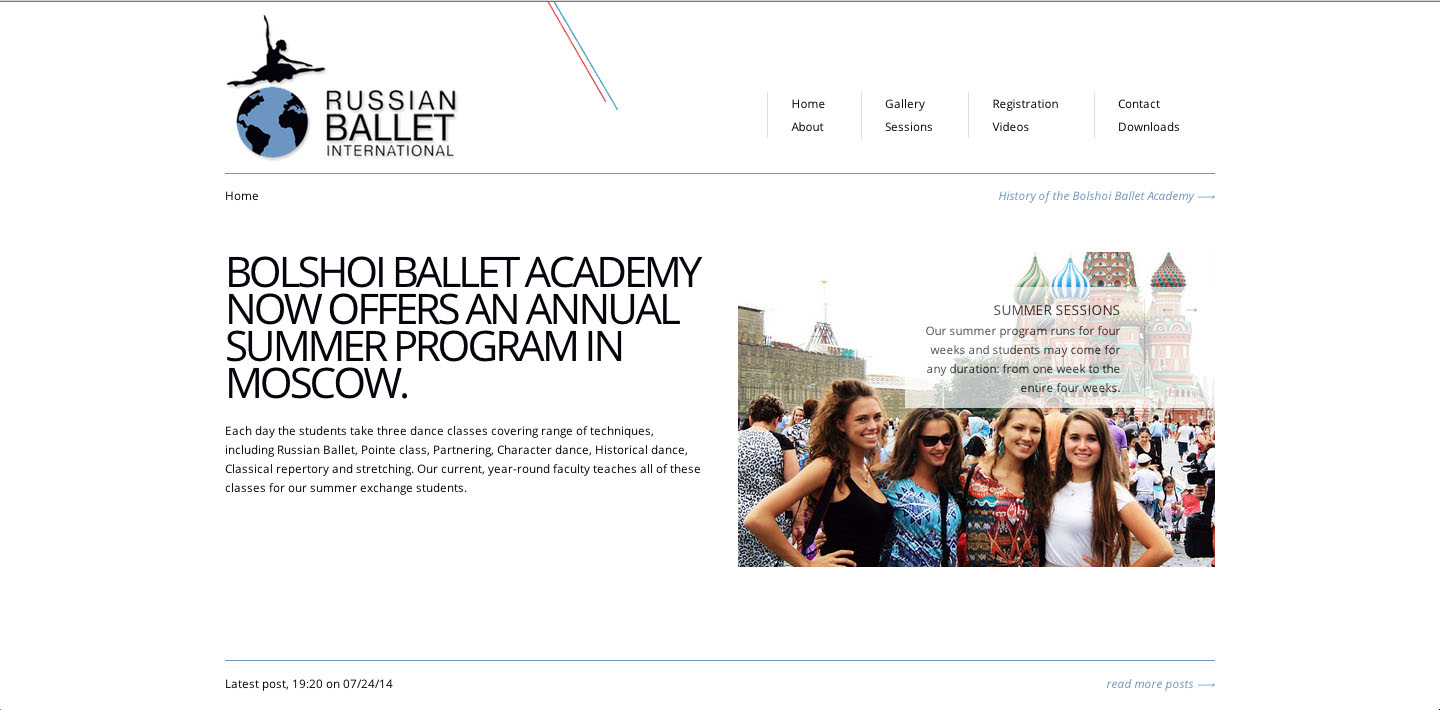 RUSSIAN
BALLET
INTERNATIONAL
Home
About
Gallery
Sessions
Registration
Videos
Contact
Downloads
Home
History of the Bolshoi Ballet Academy
BOLSHOI BALLET ACADEMY
NOW OFFERS AN ANNUAL
SUMMER PROGRAM IN
MOSCOW.
Each day the students take three dance classes covering range of techniques,
including Russian Ballet, Pointe class, Partnering, Character dance, Historical dance,
Classical repertory and stretching. Our current, year-round faculty teaches all of these
classes for our summer exchange students.
SUMMER SESSIONS
Our summer program runs for four
weeks and students may come for
any duration: from one week to the
entire four weeks.
Latest post, 19:20 on 07/24/14
read more posts